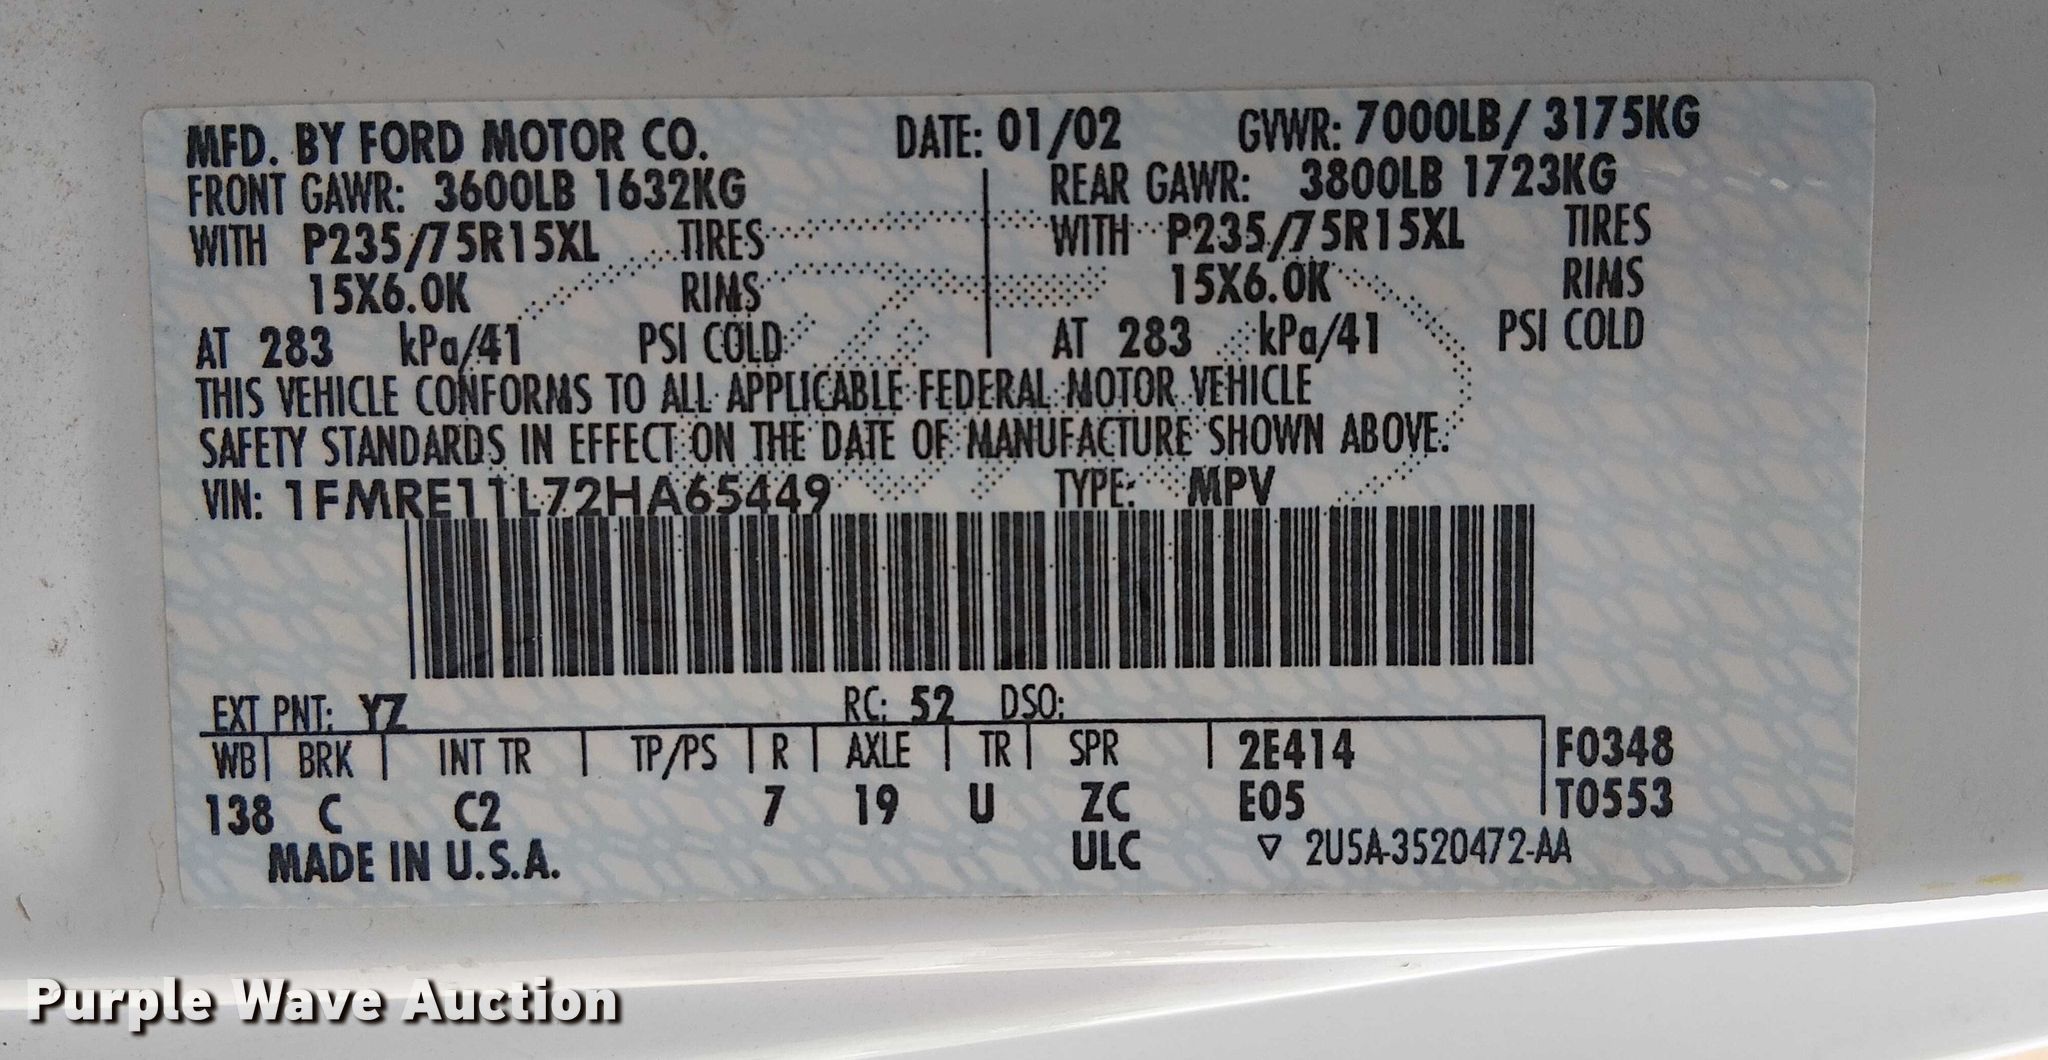 MFD. BY FORD MOTOR CO. DATE: 01/02 GVWR: 7000LB/ 3175KG
FRONT GAWR: 3600LB 1632KG REAR GAWR: 3800LB 1723KG
WITH P235/75R15XL TIRES WITH P235/75R15XL TIRES
15X6.0K RIMS 15X6.0K RIMS
AT 283 kPa/41 PSI COLD AT 283 kPa/41 PSI COLD
THIS VEHICLE CONFORMS TO ALL APPLICABLE FEDERAL MOTOR VEHICLE
SAFETY STANDARDS IN EFFECT ON THE DATE OF MANUFACTURE SHOWN ABOVE.
VIN: 1FMRE11L72HA65449 TYPE: MPV
EXT PNT: YZ RC: 52 DSO:
WB BRK INT TR TP/PS R AXLE TR SPR 2E414 F0348
138 C C2 7 19 U ZC E05 T0553
MADE IN U.S.A. ULC ▽ 2U5A-3520472-AA
Purple Wave Auction